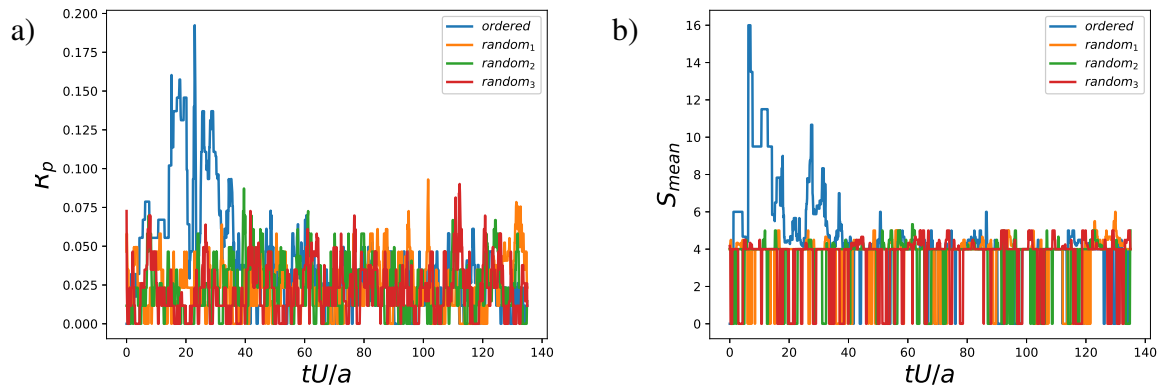 a)
0.200
0.175
0.150
0.125
0.100
0.075
0.050
0.025
0.000
κ_p
0 20 40 60 80 100 120 140
tU/a
ordered
random₁
random₂
random₃
b)
16
14
12
10
8
6
4
2
0
S_mean
0 20 40 60 80 100 120 140
tU/a
ordered
random₁
random₂
random₃